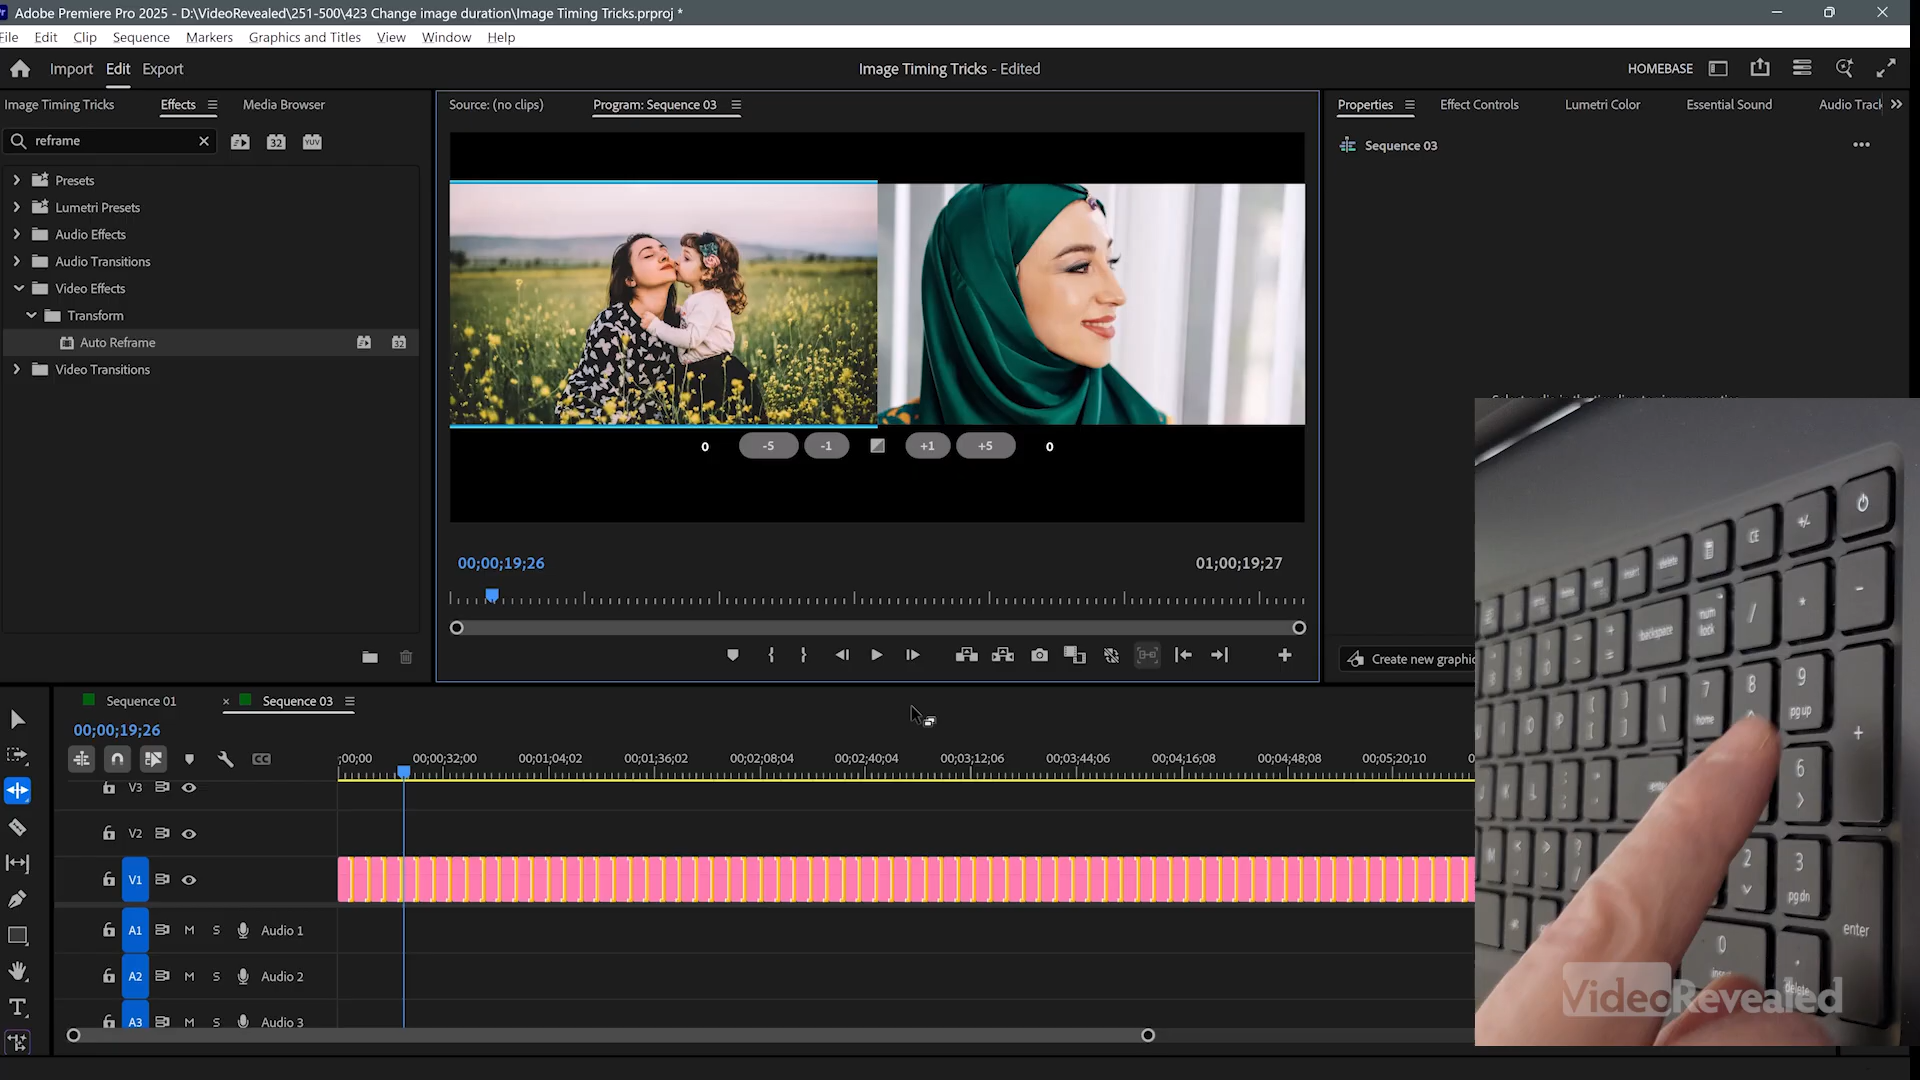 Adobe Premiere Pro 2025 - D:\VideoRevealed\251-500\423 Change image duration\Image Timing Tricks.prproj *
File Edit Clip Sequence Markers Graphics and Titles View Window Help
Import Edit Export
Image Timing Tricks - Edited
HOMEBASE
Image Timing Tricks Effects Media Browser
Source: (no clips) Program: Sequence 03
Properties Effect Controls Lumetri Color Essential Sound Audio Track
reframe
32
YUV
Sequence 03
Presets
Lumetri Presets
Audio Effects
Audio Transitions
Video Effects
Transform
Auto Reframe
32
Video Transitions
0 -5 -1 +1 +5 0
00;00;19;26
01;00;19;27
Create new graphic
Sequence 01
× Sequence 03
00;00;19;26
CC
;00;00 00;00;32;00 00;01;04;02 00;01;36;02 00;02;08;04 00;02;40;04 00;03;12;06 00;03;44;06 00;04;16;08 00;04;48;08 00;05;20;10
V3
V2
V1
A1 M S Audio 1
A2 M S Audio 2
A3 M S Audio 3
CE +/-
backspace num lock / * -
7 home 8 9 pg up +
6
2 3 pg dn
0 delete enter
VideoRevealed